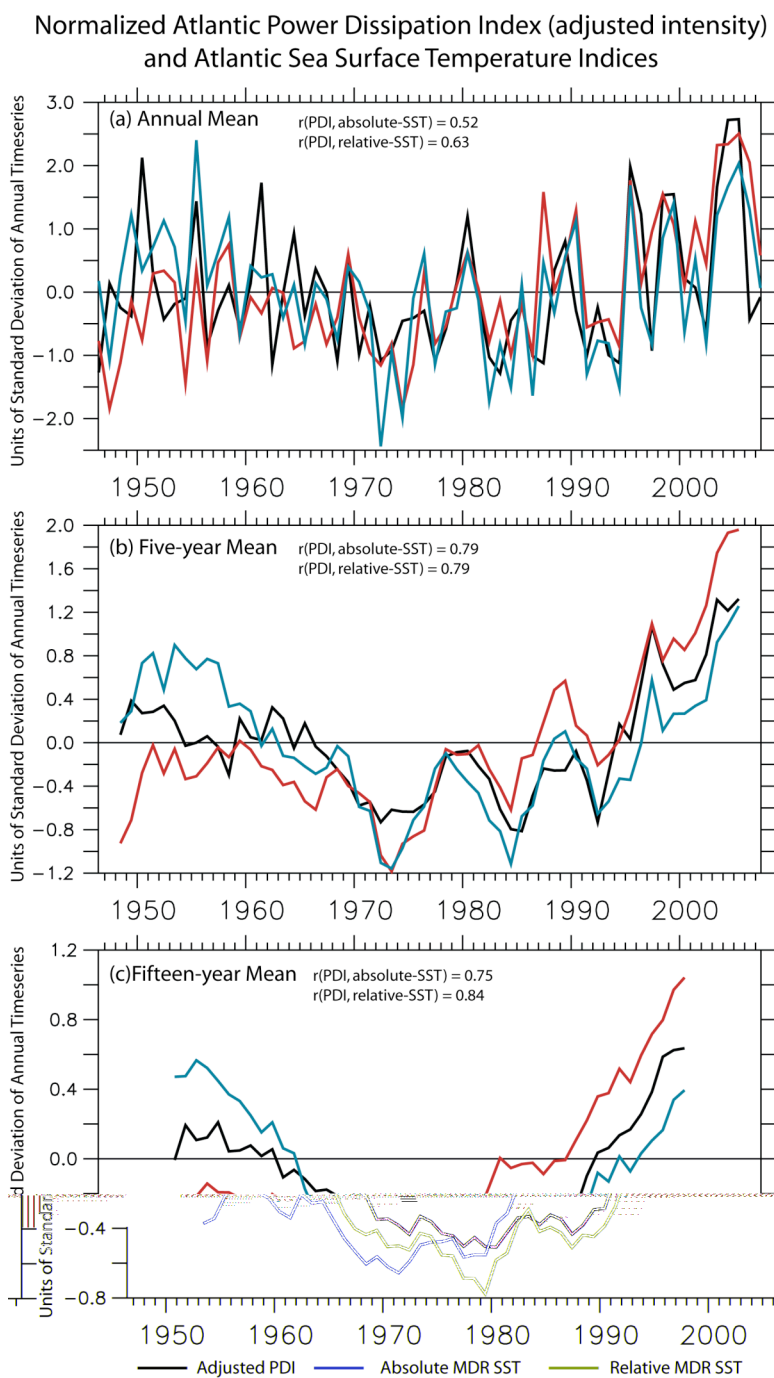 Normalized Atlantic Power Dissipation Index (adjusted intensity)
and Atlantic Sea Surface Temperature Indices
(a) Annual Mean
r(PDI, absolute-SST) = 0.52
r(PDI, relative-SST) = 0.63
Units of Standard Deviation of Annual Timeseries
3.0
2.0
1.0
0.0
−1.0
−2.0
1950 1960 1970 1980 1990 2000
(b) Five-year Mean
r(PDI, absolute-SST) = 0.79
r(PDI, relative-SST) = 0.79
Units of Standard Deviation of Annual Timeseries
2.0
1.6
1.2
0.8
0.4
0.0
−0.4
−0.8
−1.2
1950 1960 1970 1980 1990 2000
(c)Fifteen-year Mean
r(PDI, absolute-SST) = 0.75
r(PDI, relative-SST) = 0.84
Units of Standard Deviation of Annual Timeseries
1.2
0.8
0.4
0.0
−0.4
−0.8
1950 1960 1970 1980 1990 2000
Adjusted PDI Absolute MDR SST Relative MDR SST